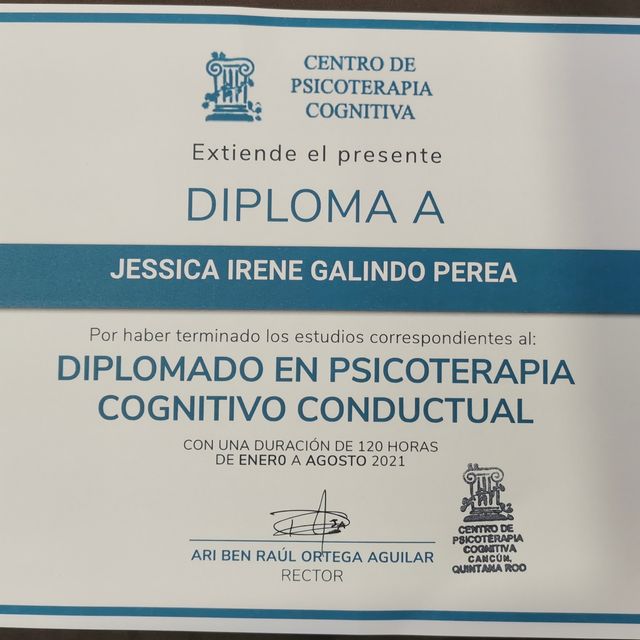 CENTRO DE
PSICOTERAPIA
COGNITIVA
Extiende el presente
DIPLOMA A
JESSICA IRENE GALINDO PEREA
Por haber terminado los estudios correspondientes al:
DIPLOMADO EN PSICOTERAPIA
COGNITIVO CONDUCTUAL
CON UNA DURACIÓN DE 120 HORAS
DE ENERO A AGOSTO 2021
ARI BEN RAÚL ORTEGA AGUILAR
RECTOR
CENTRO DE
PSICOTERAPIA
COGNITIVA
CANCÚN,
QUINTANA ROO